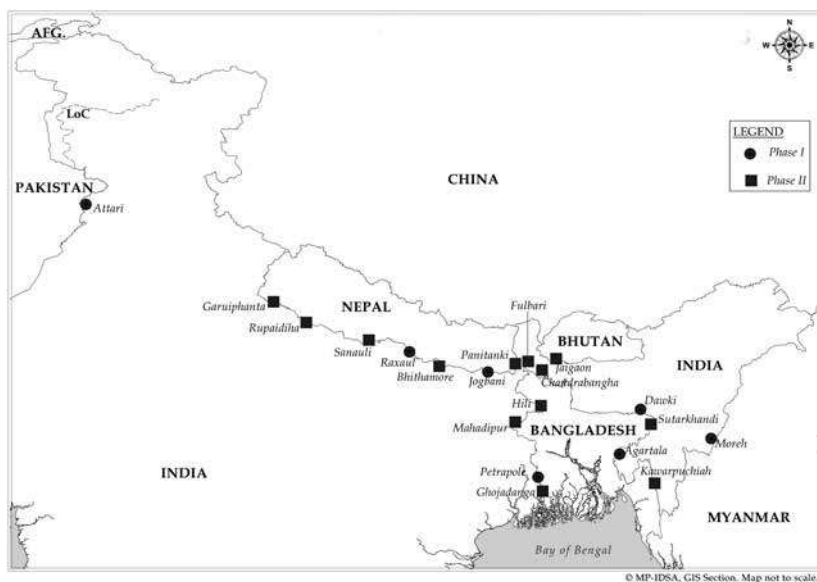 AFG.
N
W E
S
LoC
LEGEND
Phase I
Phase II
CHINA
PAKISTAN
Attari
NEPAL
Fulbari
Garuiphanta
Rupaidiha
BHUTAN
Sanauli
Raxaul
Panitanki
Jaigaon
INDIA
Bhithamore
Jogbani
Chandrabangha
Hili
Dawki
Sutarkhandi
Mahadipur
BANGLADESH
Moreh
Agartala
INDIA
Petrapole
Kawarpuchiah
Ghojadanga
MYANMAR
Bay of Bengal
© MP-IDSA, GIS Section. Map not to scale.